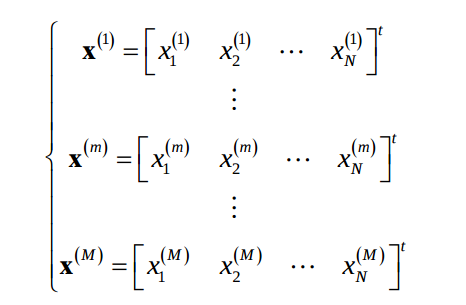 x^(1) = [x_1^(1) x_2^(1) ⋯ x_N^(1)]^t
⋮
x^(m) = [x_1^(m) x_2^(m) ⋯ x_N^(m)]^t
⋮
x^(M) = [x_1^(M) x_2^(M) ⋯ x_N^(M)]^t